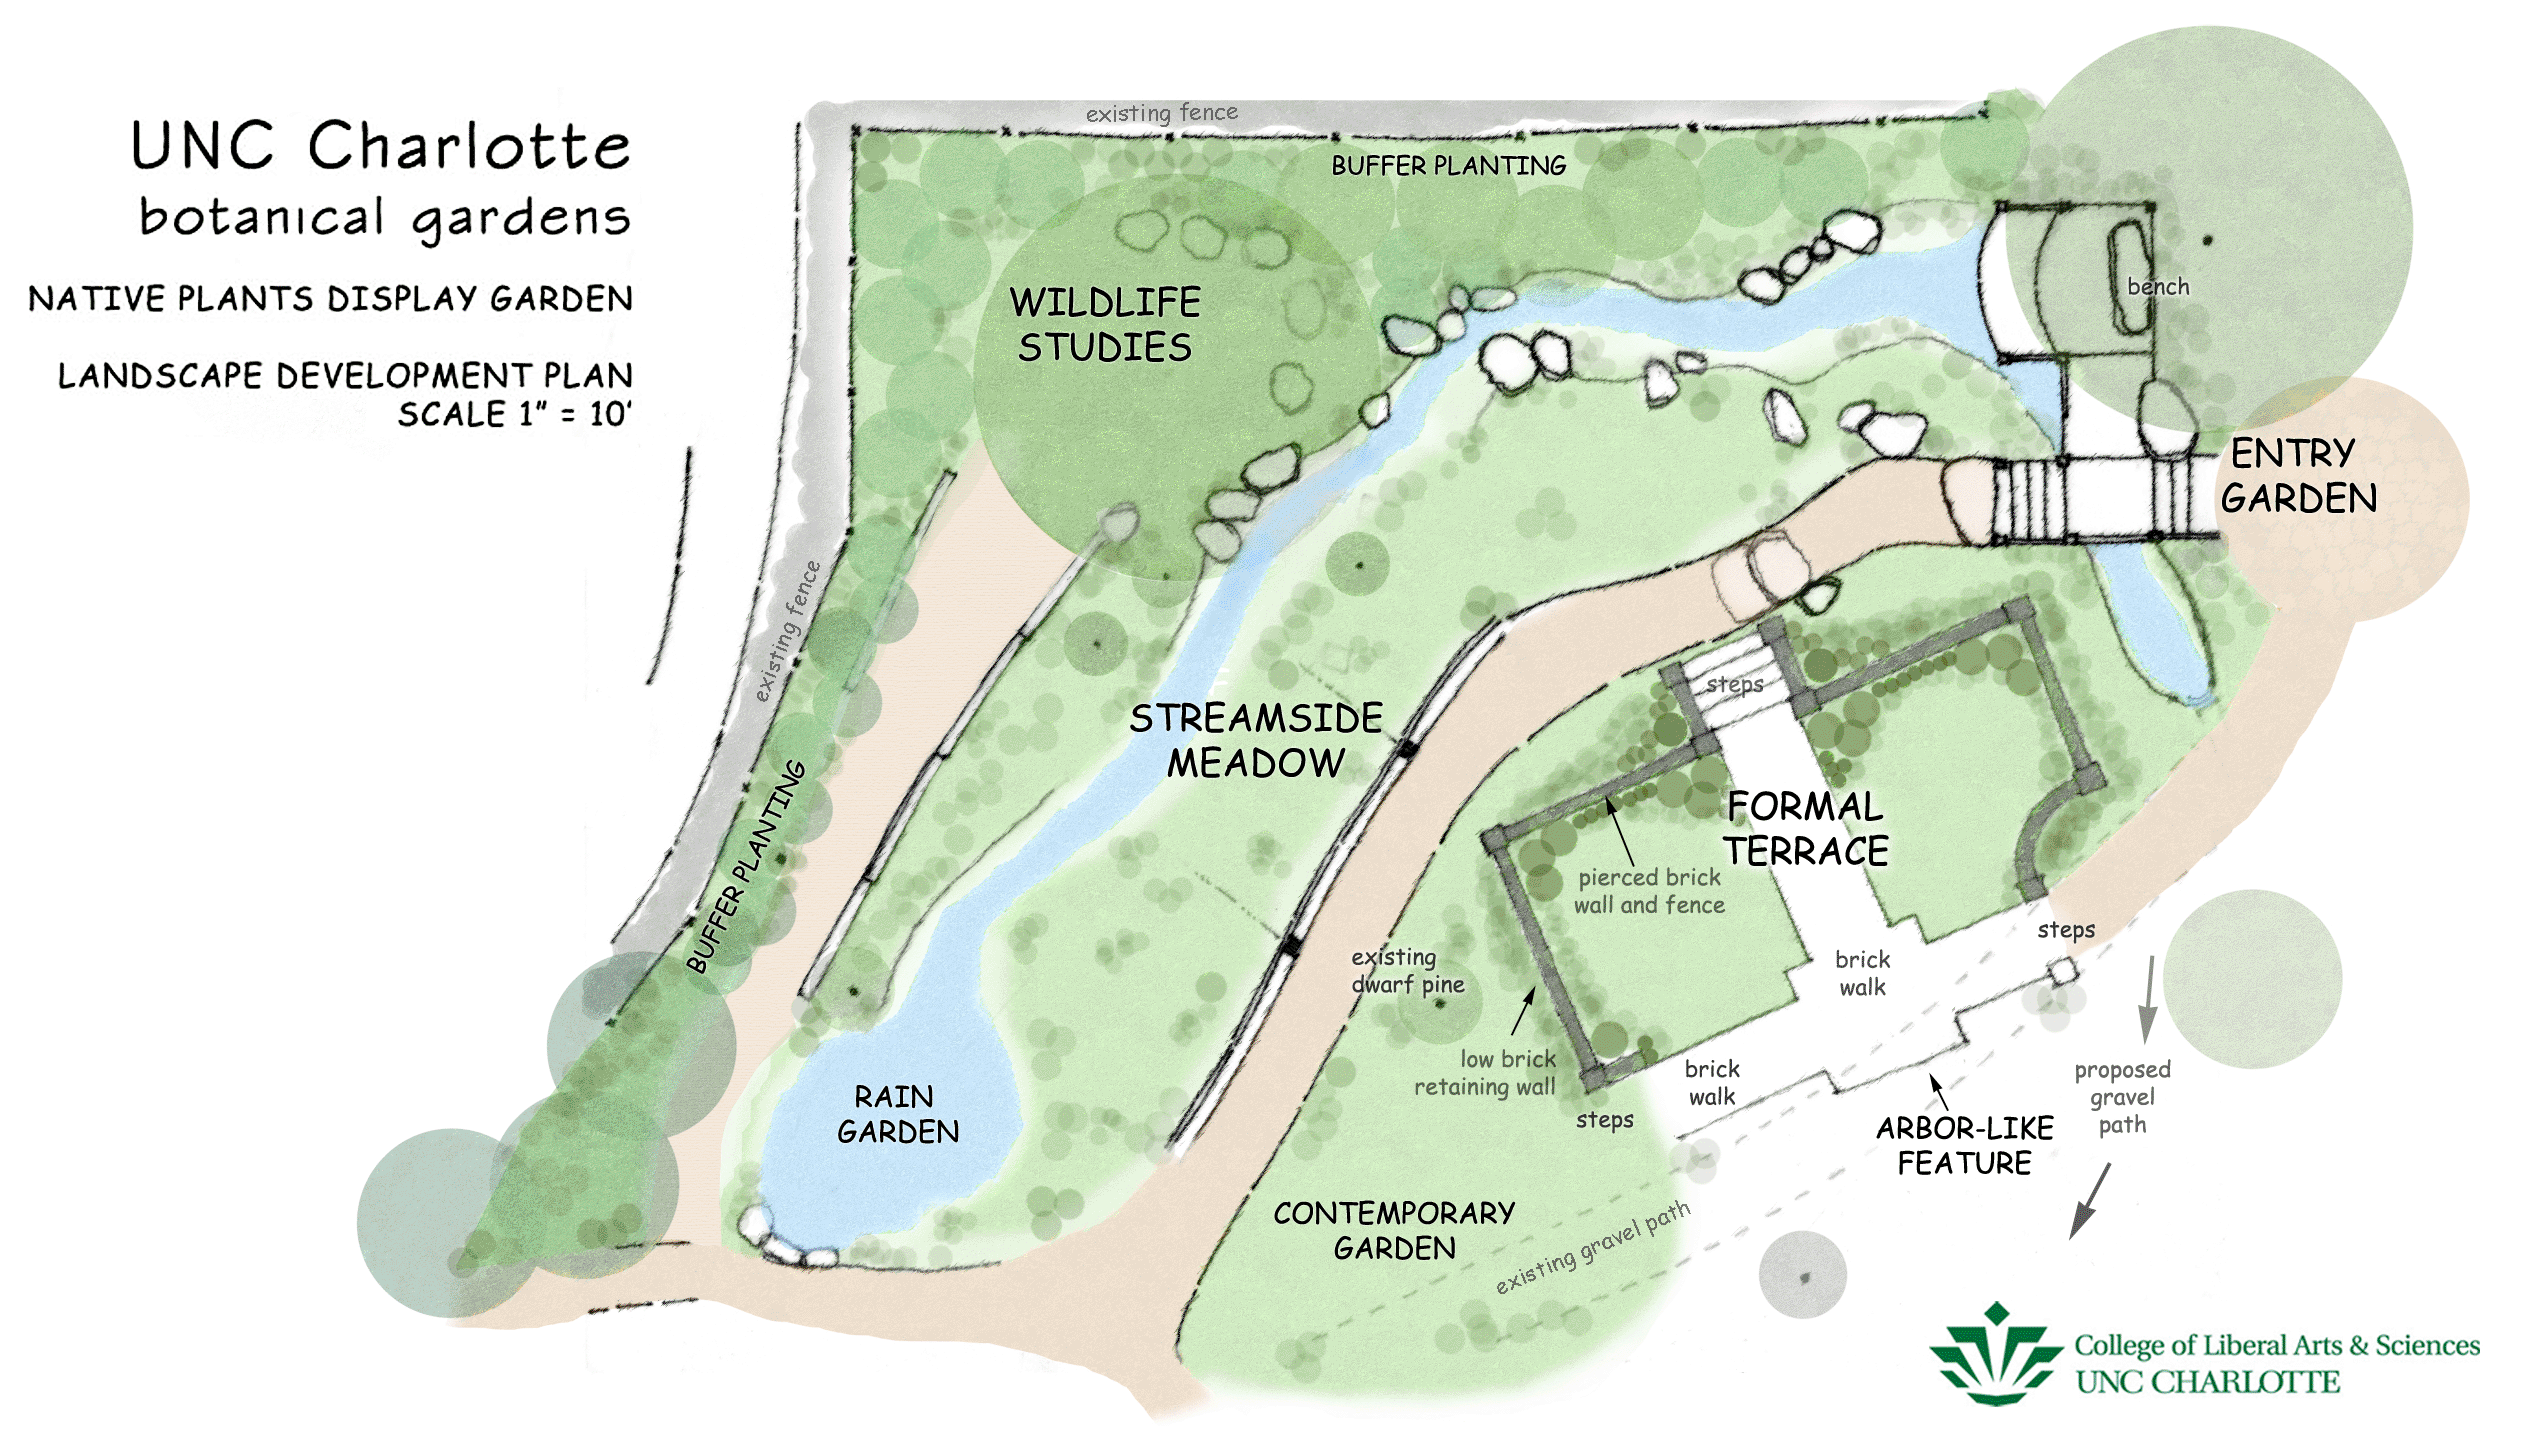 UNC Charlotte
botanical gardens
NATIVE PLANTS DISPLAY GARDEN
LANDSCAPE DEVELOPMENT PLAN
SCALE 1" = 10'
existing fence
BUFFER PLANTING
WILDLIFE
STUDIES
bench
ENTRY
GARDEN
existing fence
BUFFER PLANTING
STREAMSIDE
MEADOW
steps
FORMAL
TERRACE
pierced brick
wall and fence
existing
dwarf pine
brick
walk
steps
low brick
retaining wall
steps
brick
walk
RAIN
GARDEN
ARBOR-LIKE
FEATURE
proposed
gravel
path
CONTEMPORARY
GARDEN
existing gravel path
College of Liberal Arts & Sciences
UNC CHARLOTTE